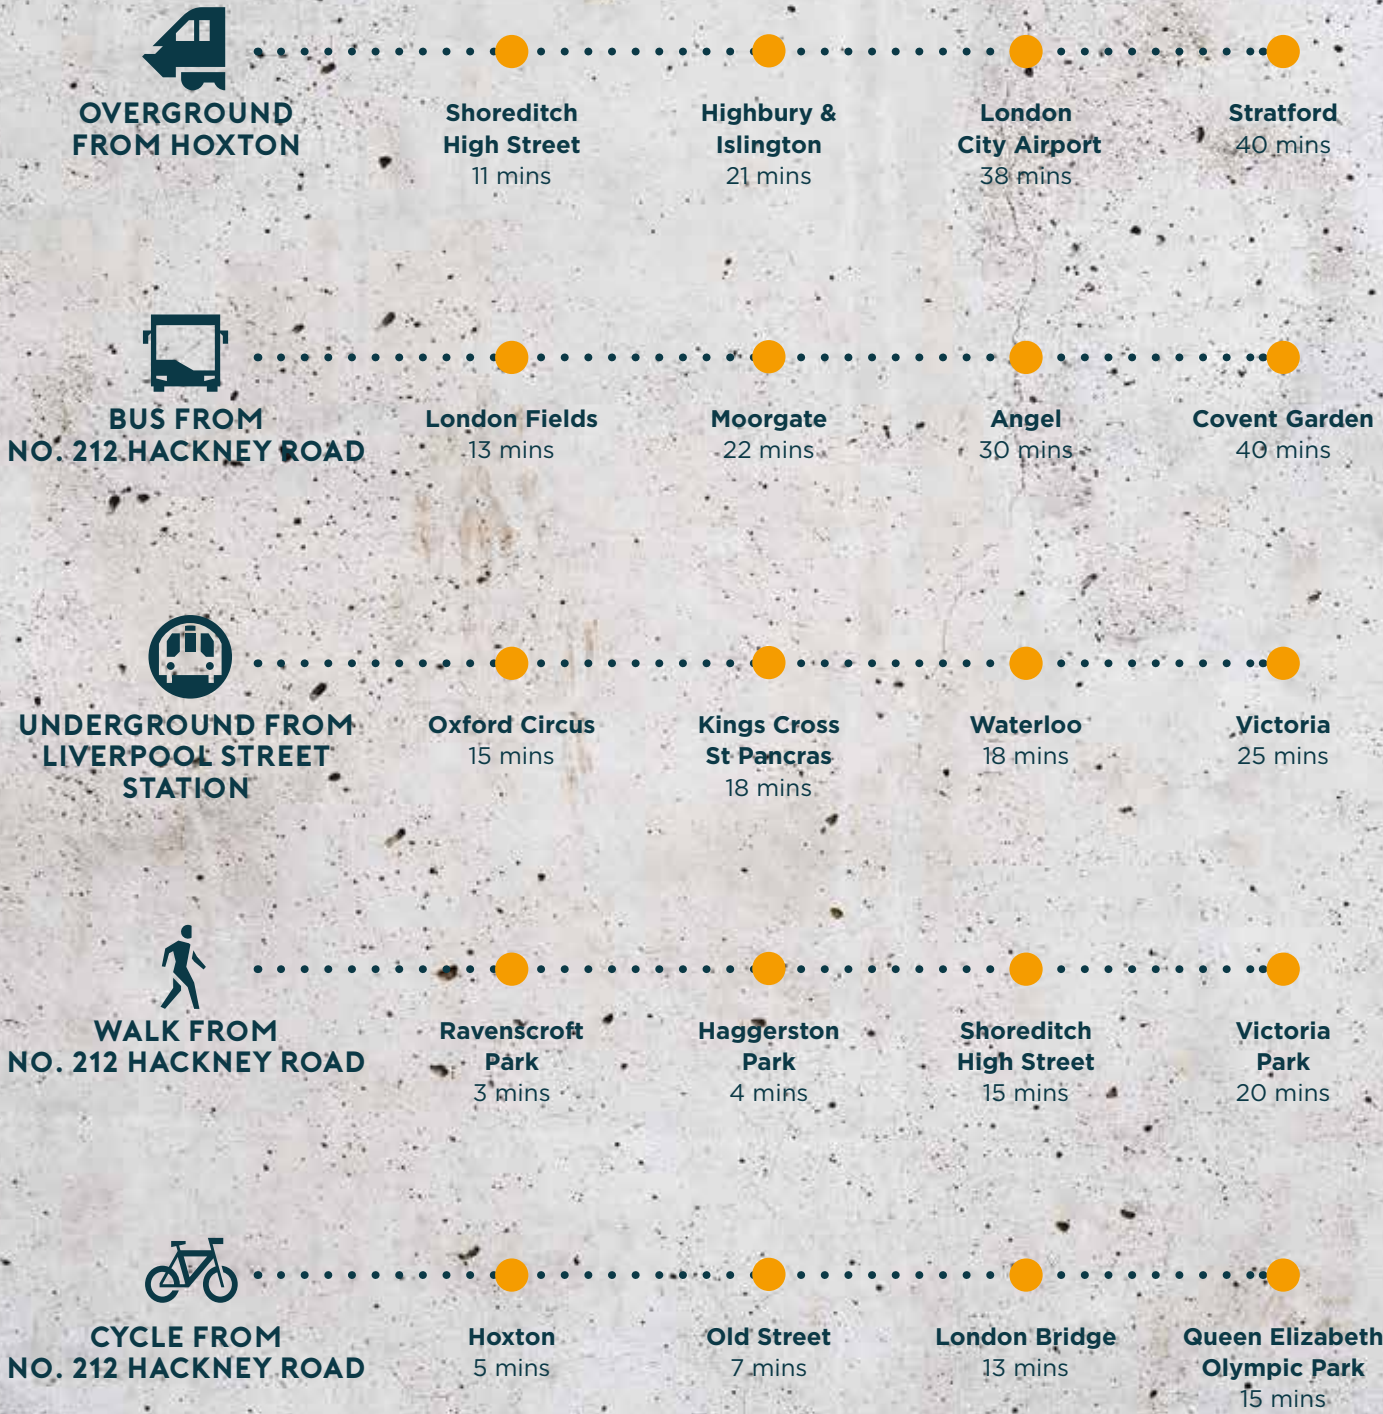 OVERGROUND
FROM HOXTON
Shoreditch
High Street
11 mins
Highbury &
Islington
21 mins
London
City Airport
38 mins
Stratford
40 mins
BUS FROM
NO. 212 HACKNEY ROAD
London Fields
13 mins
Moorgate
22 mins
Angel
30 mins
Covent Garden
40 mins
UNDERGROUND FROM
LIVERPOOL STREET
STATION
Oxford Circus
15 mins
Kings Cross
St Pancras
18 mins
Waterloo
18 mins
Victoria
25 mins
WALK FROM
NO. 212 HACKNEY ROAD
Ravenscroft
Park
3 mins
Haggerston
Park
4 mins
Shoreditch
High Street
15 mins
Victoria
Park
20 mins
CYCLE FROM
NO. 212 HACKNEY ROAD
Hoxton
5 mins
Old Street
7 mins
London Bridge
13 mins
Queen Elizabeth
Olympic Park
15 mins